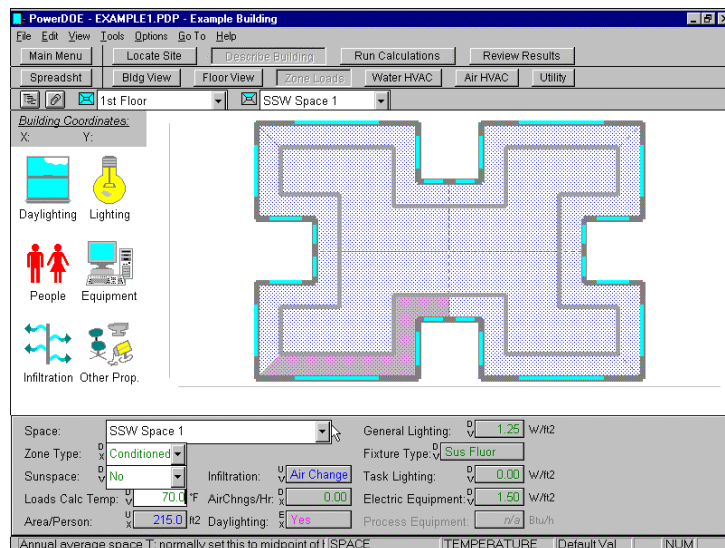 PowerDOE - EXAMPLE1.PDP - Example Building
File Edit View Tools Options Go To Help
Main Menu Locate Site Describe Building Run Calculations Review Results
Spreadsht Bldg View Floor View Zone Loads Water HVAC Air HVAC Utility
1st Floor SSW Space 1
Building Coordinates:
X: Y:
Daylighting Lighting
People Equipment
Infiltration Other Prop.
Space: SSW Space 1 General Lighting: D V 1.25 W/ft2
Zone Type: D X Conditioned Fixture Type: D V Sus Fluor
Sunspace: D V No Infiltration: U V Air Change Task Lighting: D V 0.00 W/ft2
Loads Calc Temp: D V 70.0 °F AirChngs/Hr: D X 0.00 Electric Equipment: D V 1.50 W/ft2
Area/Person: U X 215.0 ft2 Daylighting: E X Yes Process Equipment: n/a Btu/h
Annual average space T: normally set this to midpoint of SPACE TEMPERATURE Default Val NUM